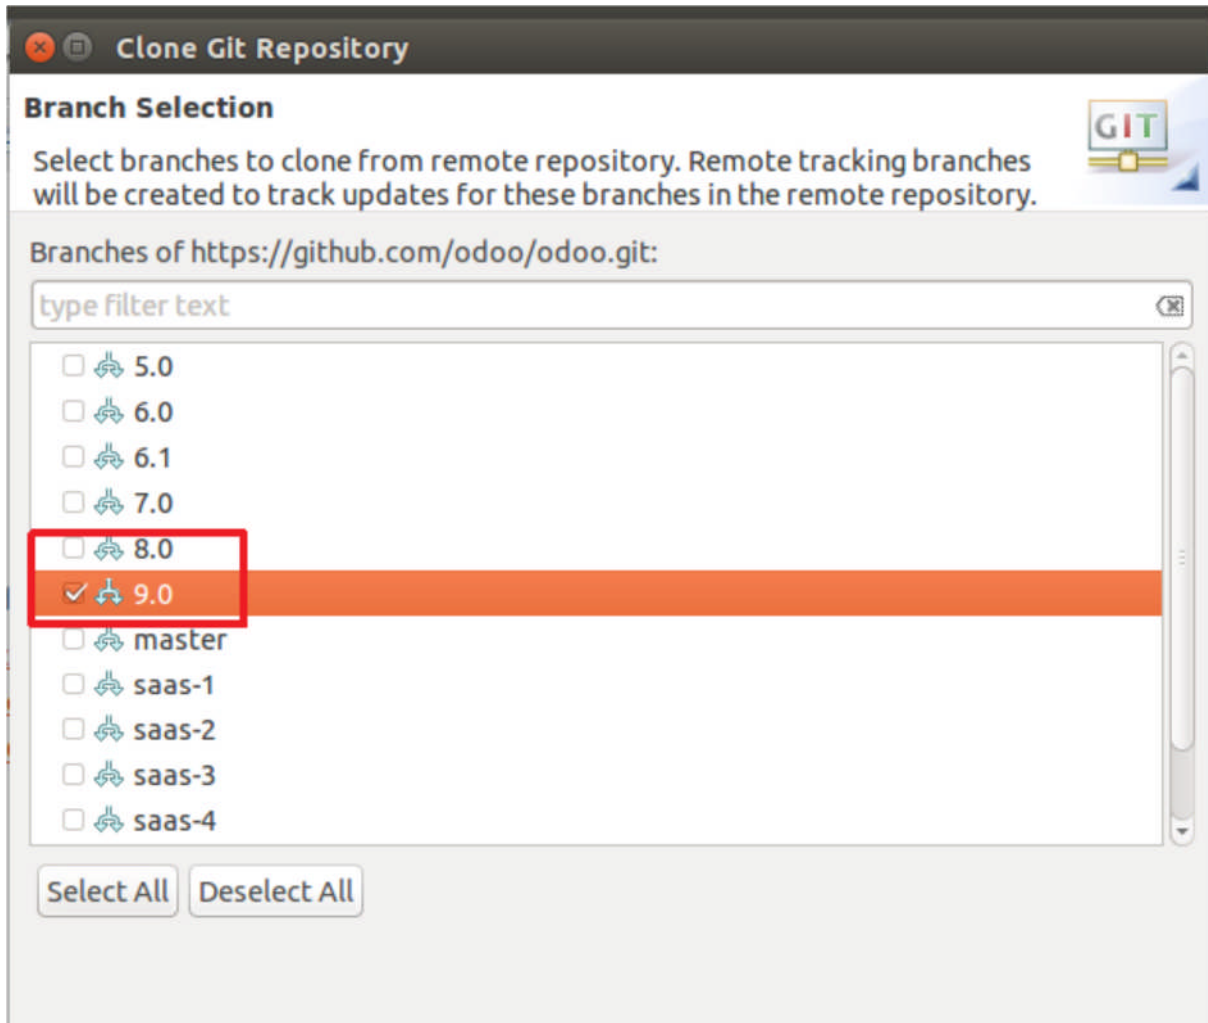 Clone Git Repository
Branch Selection
GIT
Select branches to clone from remote repository. Remote tracking branches
will be created to track updates for these branches in the remote repository.
Branches of https://github.com/odoo/odoo.git:
type filter text
5.0
6.0
6.1
7.0
8.0
9.0
master
saas-1
saas-2
saas-3
saas-4
Select All
Deselect All